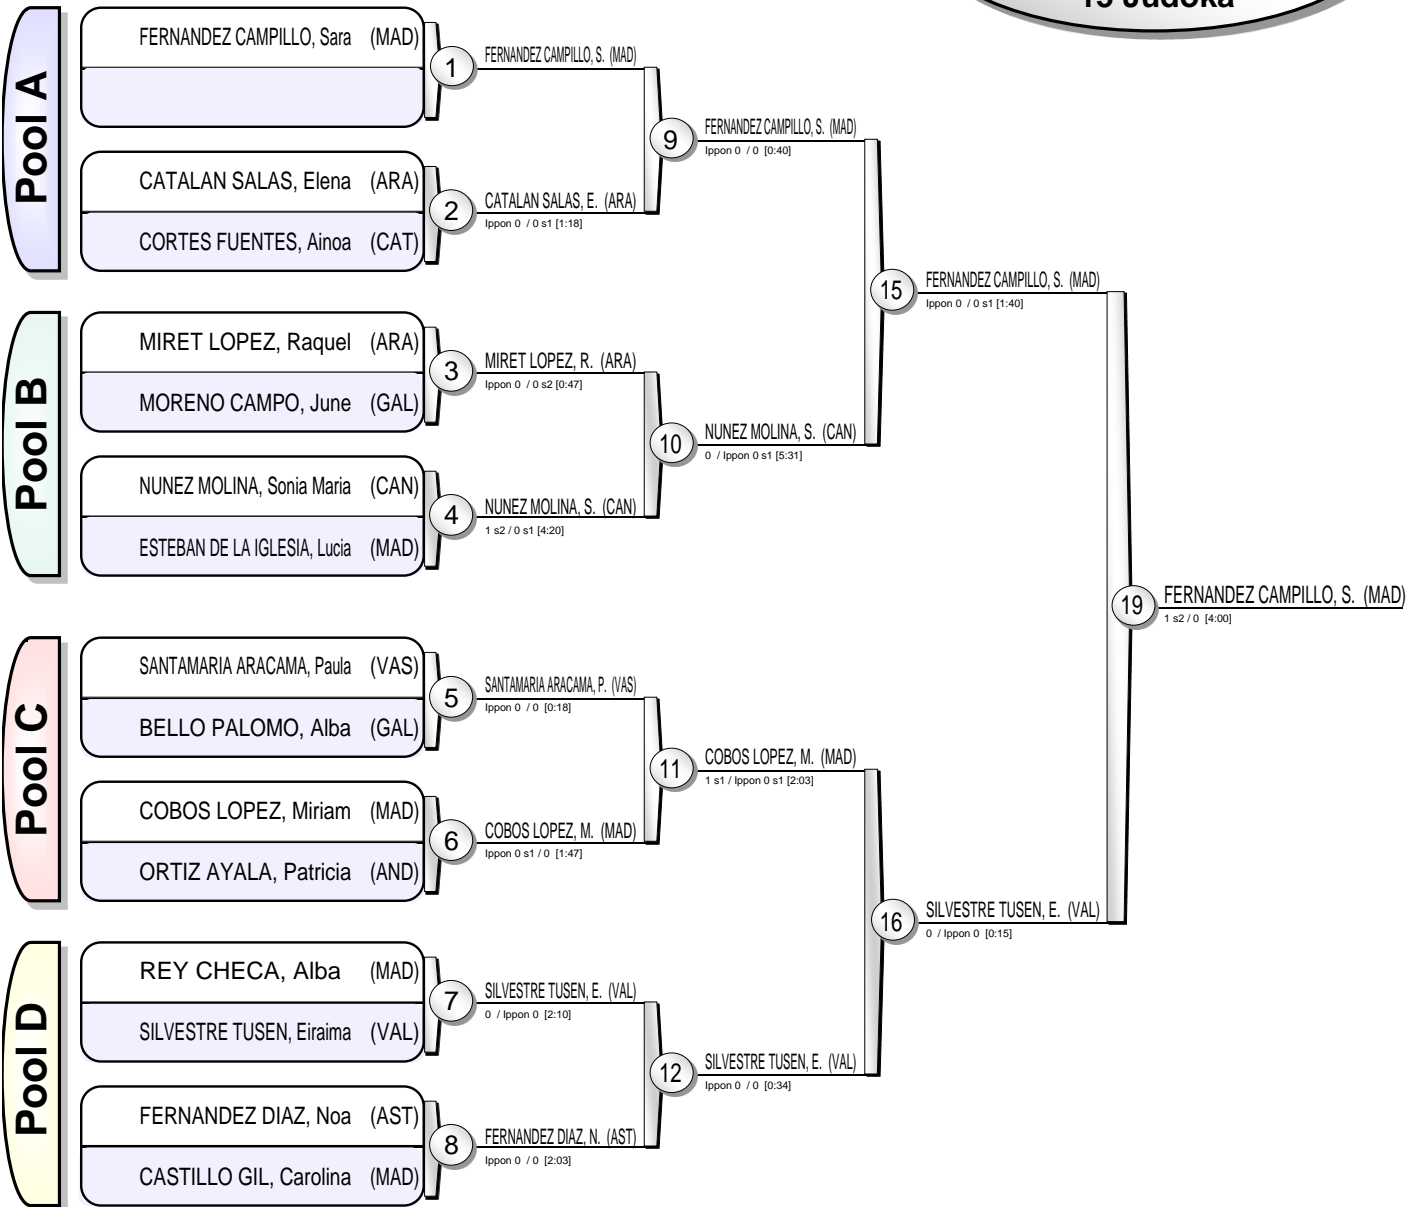 15 Judoka
Pool A
FERNANDEZ CAMPILLO, Sara (MAD)
CATALAN SALAS, Elena (ARA)
CORTES FUENTES, Ainoa (CAT)
Pool B
MIRET LOPEZ, Raquel (ARA)
MORENO CAMPO, June (GAL)
NUNEZ MOLINA, Sonia Maria (CAN)
ESTEBAN DE LA IGLESIA, Lucia (MAD)
Pool C
SANTAMARIA ARACAMA, Paula (VAS)
BELLO PALOMO, Alba (GAL)
COBOS LOPEZ, Miriam (MAD)
ORTIZ AYALA, Patricia (AND)
Pool D
REY CHECA, Alba (MAD)
SILVESTRE TUSEN, Eiraima (VAL)
FERNANDEZ DIAZ, Noa (AST)
CASTILLO GIL, Carolina (MAD)
1
FERNANDEZ CAMPILLO, S. (MAD)
2
CATALAN SALAS, E. (ARA)
Ippon 0 / 0 s1 [1:18]
3
MIRET LOPEZ, R. (ARA)
Ippon 0 / 0 s2 [0:47]
4
NUNEZ MOLINA, S. (CAN)
1 s2 / 0 s1 [4:20]
5
SANTAMARIA ARACAMA, P. (VAS)
Ippon 0 / 0 [0:18]
6
COBOS LOPEZ, M. (MAD)
Ippon 0 s1 / 0 [1:47]
7
SILVESTRE TUSEN, E. (VAL)
0 / Ippon 0 [2:10]
8
FERNANDEZ DIAZ, N. (AST)
Ippon 0 / 0 [2:03]
9
FERNANDEZ CAMPILLO, S. (MAD)
Ippon 0 / 0 [0:40]
10
NUNEZ MOLINA, S. (CAN)
0 / Ippon 0 s1 [5:31]
11
COBOS LOPEZ, M. (MAD)
1 s1 / Ippon 0 s1 [2:03]
12
SILVESTRE TUSEN, E. (VAL)
Ippon 0 / 0 [0:34]
15
FERNANDEZ CAMPILLO, S. (MAD)
Ippon 0 / 0 s1 [1:40]
16
SILVESTRE TUSEN, E. (VAL)
0 / Ippon 0 [0:15]
19
FERNANDEZ CAMPILLO, S. (MAD)
1 s2 / 0 [4:00]